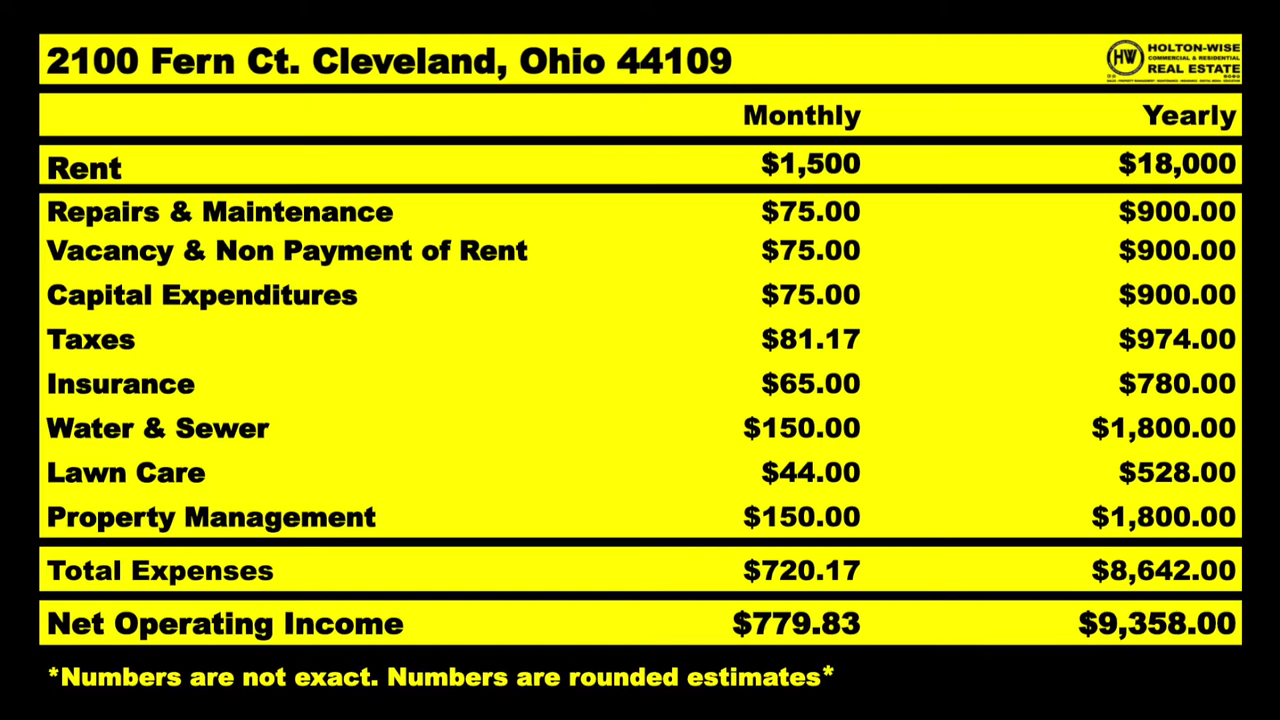 2100 Fern Ct. Cleveland, Ohio 44109
HW
HOLTON-WISE
COMMERCIAL & RESIDENTIAL
REAL ESTATE
Monthly Yearly
Rent $1,500 $18,000
Repairs & Maintenance $75.00 $900.00
Vacancy & Non Payment of Rent $75.00 $900.00
Capital Expenditures $75.00 $900.00
Taxes $81.17 $974.00
Insurance $65.00 $780.00
Water & Sewer $150.00 $1,800.00
Lawn Care $44.00 $528.00
Property Management $150.00 $1,800.00
Total Expenses $720.17 $8,642.00
Net Operating Income $779.83 $9,358.00
*Numbers are not exact. Numbers are rounded estimates*